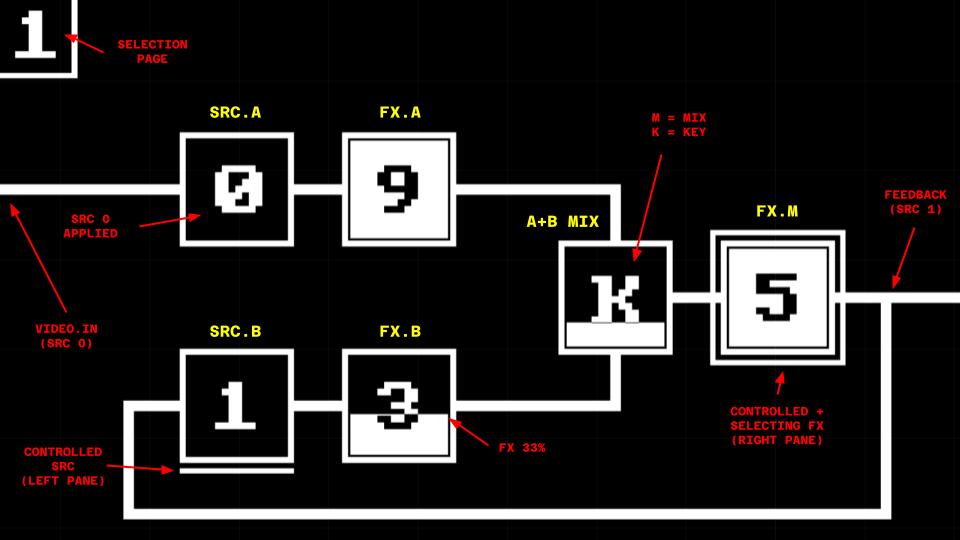 1
SELECTION
PAGE
SRC.A
FX.A
M = MIX
K = KEY
0
9
SRC 0
APPLIED
A+B MIX
FX.M
FEEDBACK
(SRC 1)
K
5
VIDEO.IN
(SRC 0)
SRC.B
FX.B
1
3
CONTROLLED +
SELECTING FX
(RIGHT PANE)
FX 33%
CONTROLLED
SRC
(LEFT PANE)